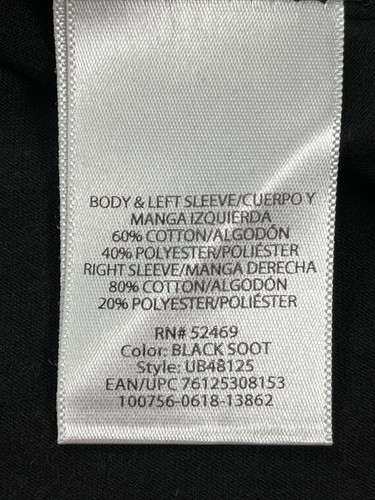 BODY & LEFT SLEEVE/CUERPO Y
MANGA IZQUIERDA
60% COTTON/ALGODÓN
40% POLYESTER/POLIÉSTER
RIGHT SLEEVE/MANGA DERECHA
80% COTTON/ALGODÓN
20% POLYESTER/POLIÉSTER
RN# 52469
Color: BLACK SOOT
Style: UB48125
EAN/UPC 76125308153
100756-0618-13862